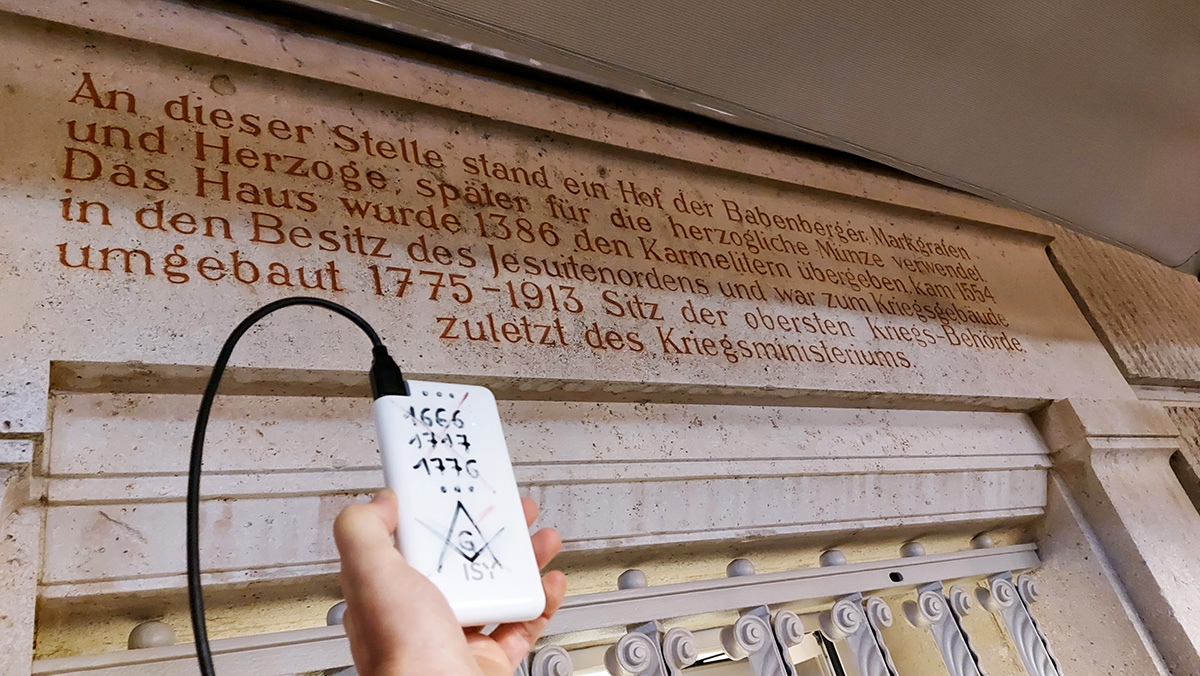 An dieser Stelle stand ein Hof der Babenberger, Markgrafen
und Herzoge, später für die herzogliche Münze verwendet.
Das Haus wurde 1386 den Karmelitern übergeben, kam 1554
in den Besitz des Jesuitenordens und war zum Kriegsgebäude
umgebaut 1775-1913 Sitz der obersten Kriegs-Behörde
zuletzt des Kriegsministeriums.
1666
1717
1776
G
ISY